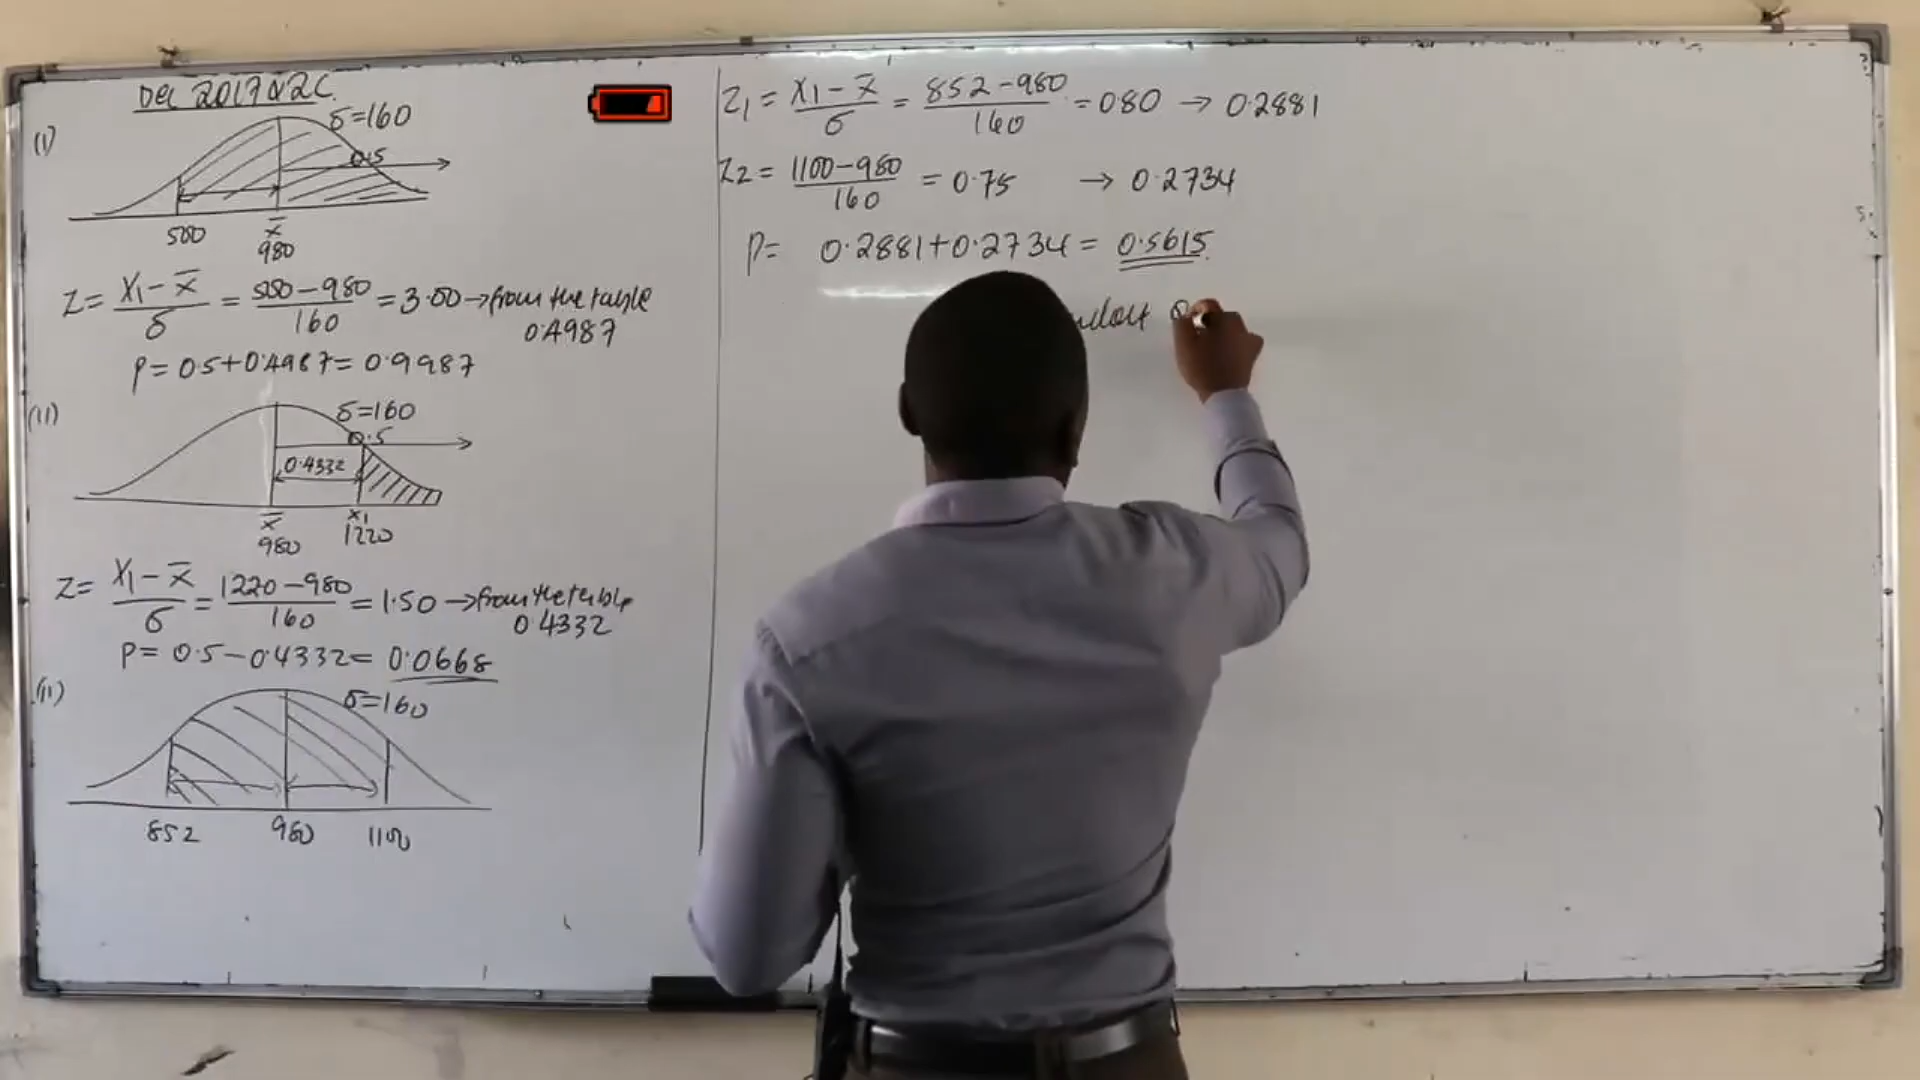 Dec 2017 Q2C
(i)
δ=160
0.5
500
x̄
980
Z = X1 – x̄ / δ = 500 – 980 / 160 = 3.00 → from the table
0.4987
P = 0.5 + 0.4987 = 0.9987
(ii)
δ=160
0.5
0.4332
x̄
980
x1
1220
Z = X1 – x̄ / δ = 1220 – 980 / 160 = 1.50 → from the table
0.4332
P = 0.5 – 0.4332 = 0.0668
(ii)
δ=160
852 980 1100
Z1 = X1 – x̄ / δ = 852 – 980 / 160 = 0.80 → 0.2881
Z2 = 1100 – 980 / 160 = 0.75 → 0.2734
P = 0.2881 + 0.2734 = 0.5615